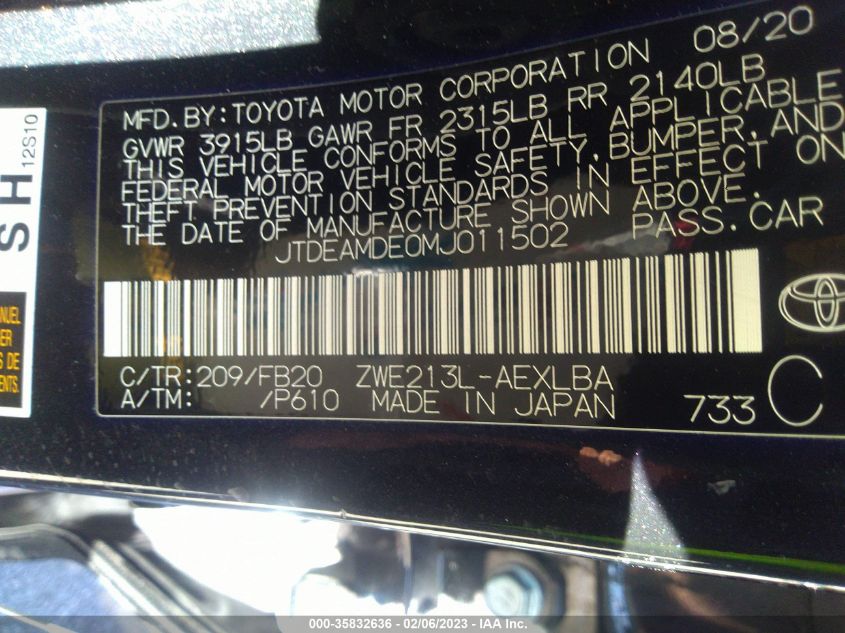 08/20
MFD.BY:TOYOTA MOTOR CORPORATION
GVWR 3915LB GAWR FR 2315LB RR 2140LB
THIS VEHICLE CONFORMS TO ALL APPLICABLE
FEDERAL MOTOR VEHICLE SAFETY,BUMPER,AND
THEFT PREVENTION STANDARDS IN EFFECT ON
THE DATE OF MANUFACTURE SHOWN ABOVE.
JTDEAMDE0MJ011502 PASS.CAR
C/TR:209/FB20 ZWE213L-AEXLBA
A/TM: /P610 MADE IN JAPAN 733 C
SH
12S10
DE
000-35832636 - 02/06/2023 - IAA Inc.